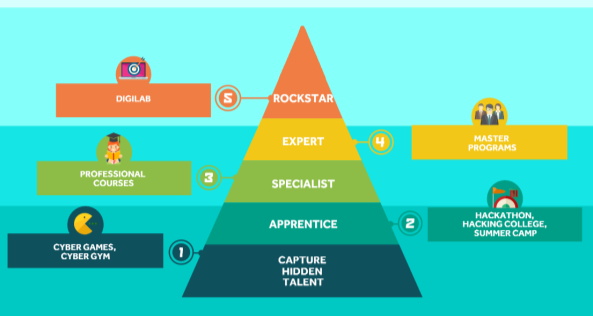 DIGILAB
5
ROCKSTAR
EXPERT
4
MASTER
PROGRAMS
PROFESSIONAL
COURSES
3
SPECIALIST
APPRENTICE
2
HACKATHON,
HACKING COLLEGE,
SUMMER CAMP
CYBER GAMES,
CYBER GYM
1
CAPTURE
HIDDEN
TALENT